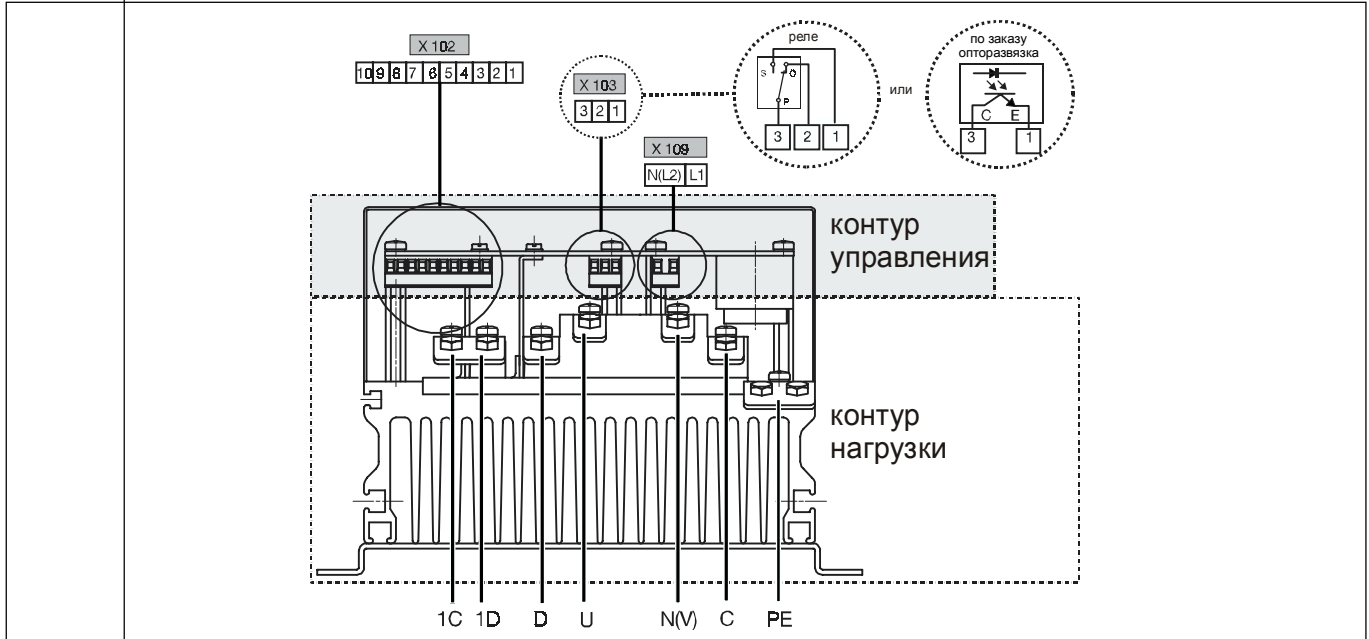 X 102
10 9 8 7 6 5 4 3 2 1
X 103
3 2 1
X 109
N(L2) L1
реле
S Ö
P
3 2 1
или
по заказу
опторазвязка
C E
3 1
контур
управления
контур
нагрузки
1C 1D D U N(V) C PE